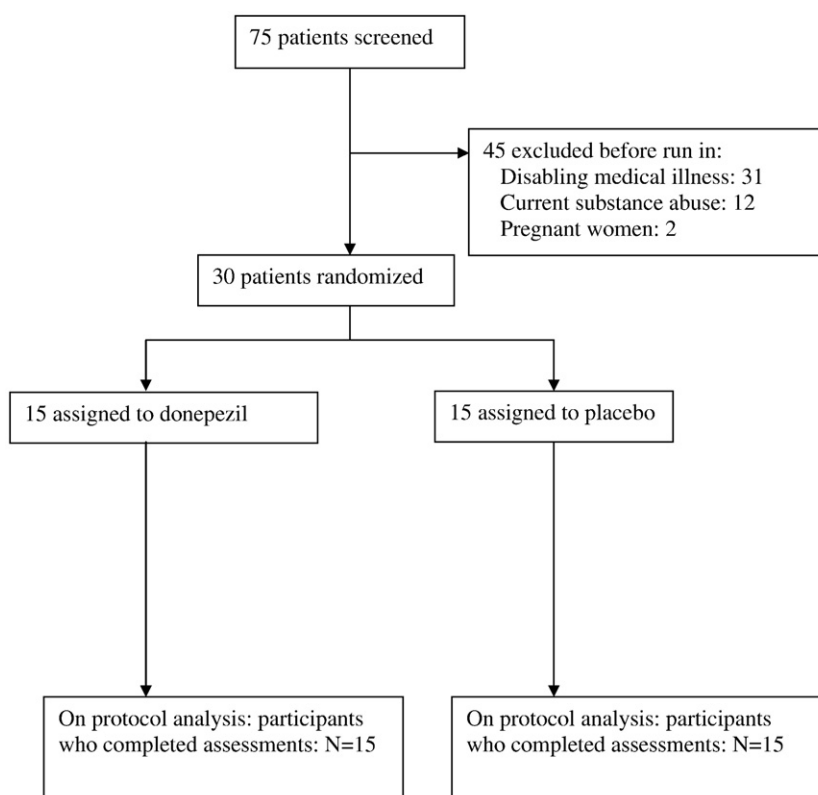 75 patients screened
45 excluded before run in:
Disabling medical illness: 31
Current substance abuse: 12
Pregnant women: 2
30 patients randomized
15 assigned to donepezil
15 assigned to placebo
On protocol analysis: participants
who completed assessments: N=15
On protocol analysis: participants
who completed assessments: N=15